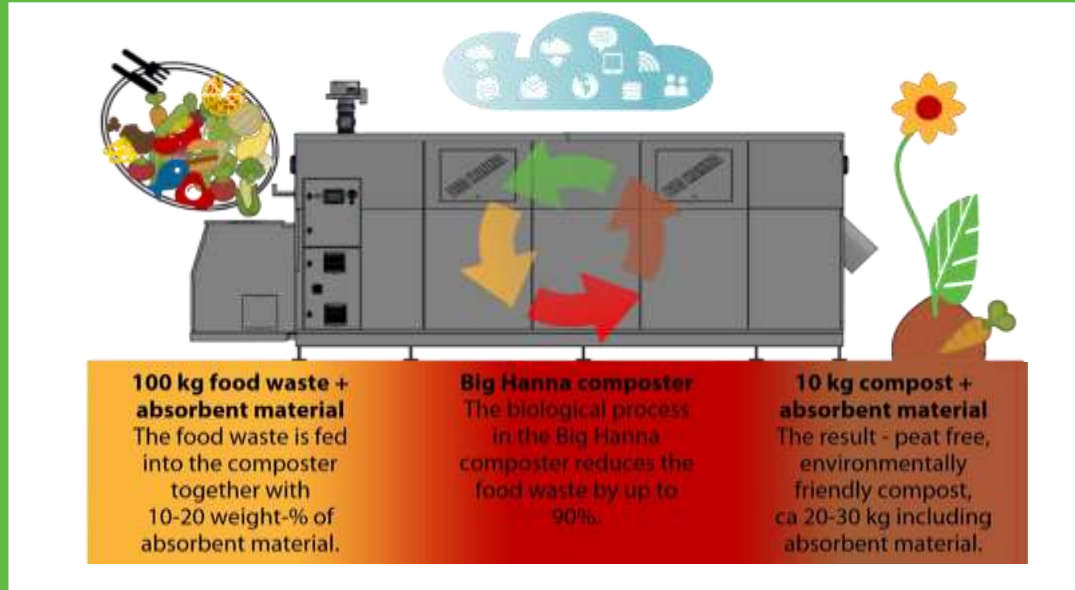 100 kg food waste +
absorbent material
The food waste is fed
into the composter
together with
10-20 weight-% of
absorbent material.
Big Hanna composter
The biological process
in the Big Hanna
composter reduces the
food waste by up to
90%.
10 kg compost +
absorbent material
The result - peat free,
environmentally
friendly compost,
ca 20-30 kg including
absorbent material.